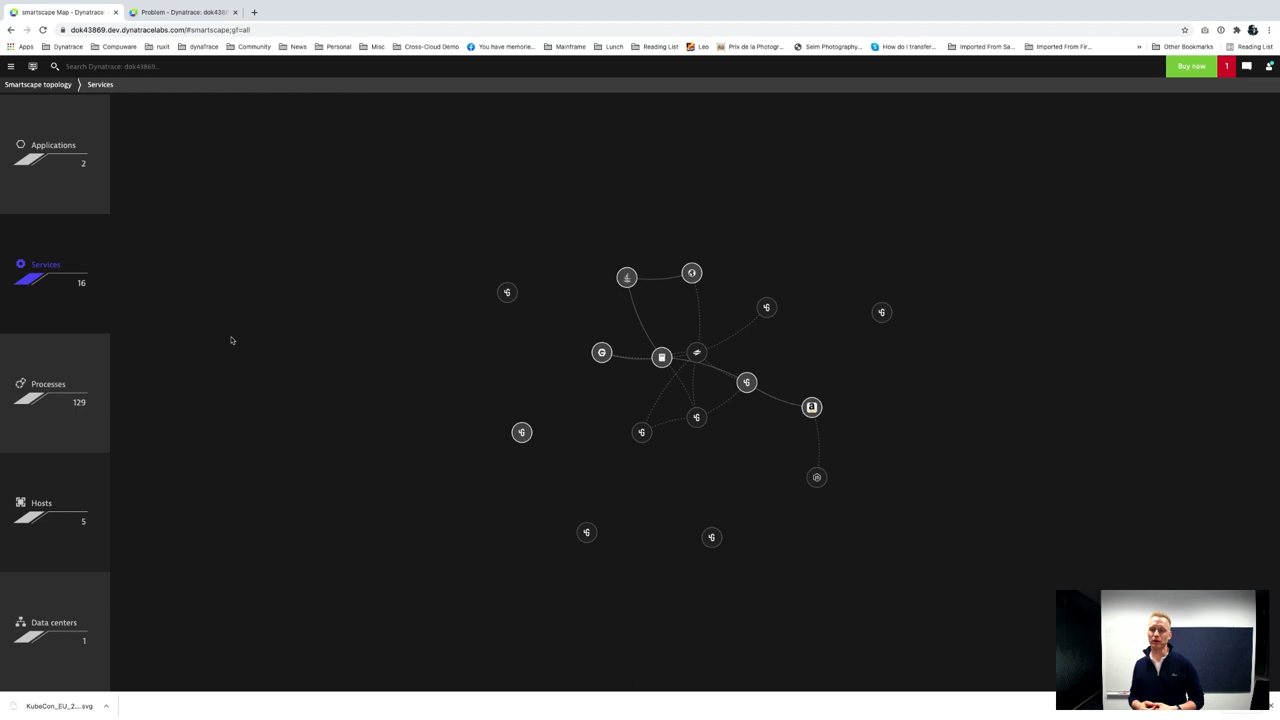 smartscape Map - Dynatrace:
Problem - Dynatrace: dok4386
dok43869.dev.dynatracelabs.com/#smartscape;gf=all
Apps Dynatrace Compuware ruxit dynaTrace Community News Personal Misc Cross-Cloud Demo You have memorie... Mainframe Lunch Reading List Leo Prix de la Photogr... Seim Photography... How do I transfer... Imported From Sa... Imported From Fir... » Other Bookmarks Reading List
Search Dynatrace: dok43869...
Buy now
1
Smartscape topology
Services
Applications
2
Services
16
Processes
129
Hosts
5
Data centers
1
KubeCon_EU_2....svg